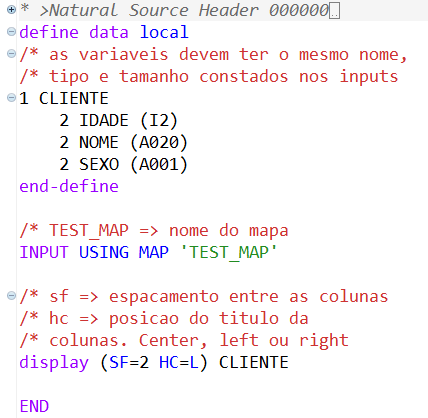 * >Natural Source Header 000000
define data local
/* as variaveis devem ter o mesmo nome,
/* tipo e tamanho constados nos inputs
1 CLIENTE
    2 IDADE (I2)
    2 NOME (A020)
    2 SEXO (A001)
end-define

/* TEST_MAP => nome do mapa
INPUT USING MAP 'TEST_MAP'

/* sf => espacamento entre as colunas
/* hc => posicao do titulo da
/* colunas. Center, left ou right
display (SF=2 HC=L) CLIENTE

END